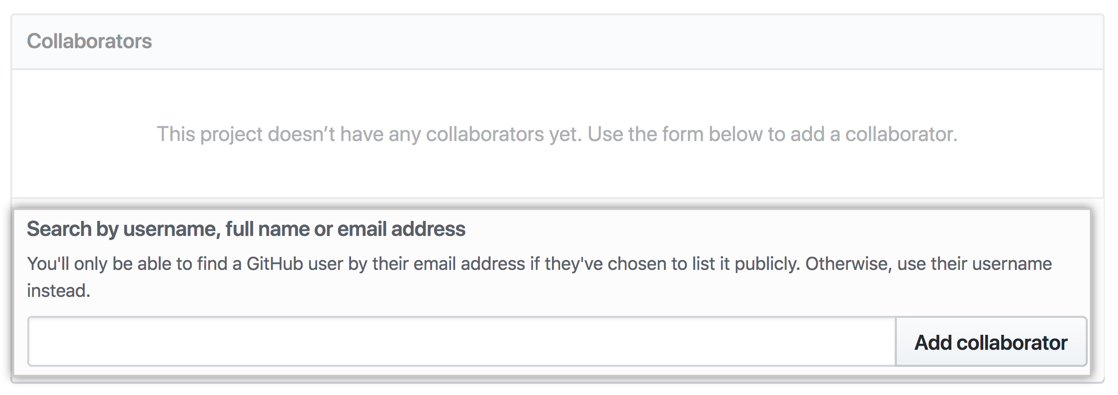 Collaborators
This project doesn’t have any collaborators yet. Use the form below to add a collaborator.
Search by username, full name or email address
You'll only be able to find a GitHub user by their email address if they've chosen to list it publicly. Otherwise, use their username
instead.
Add collaborator